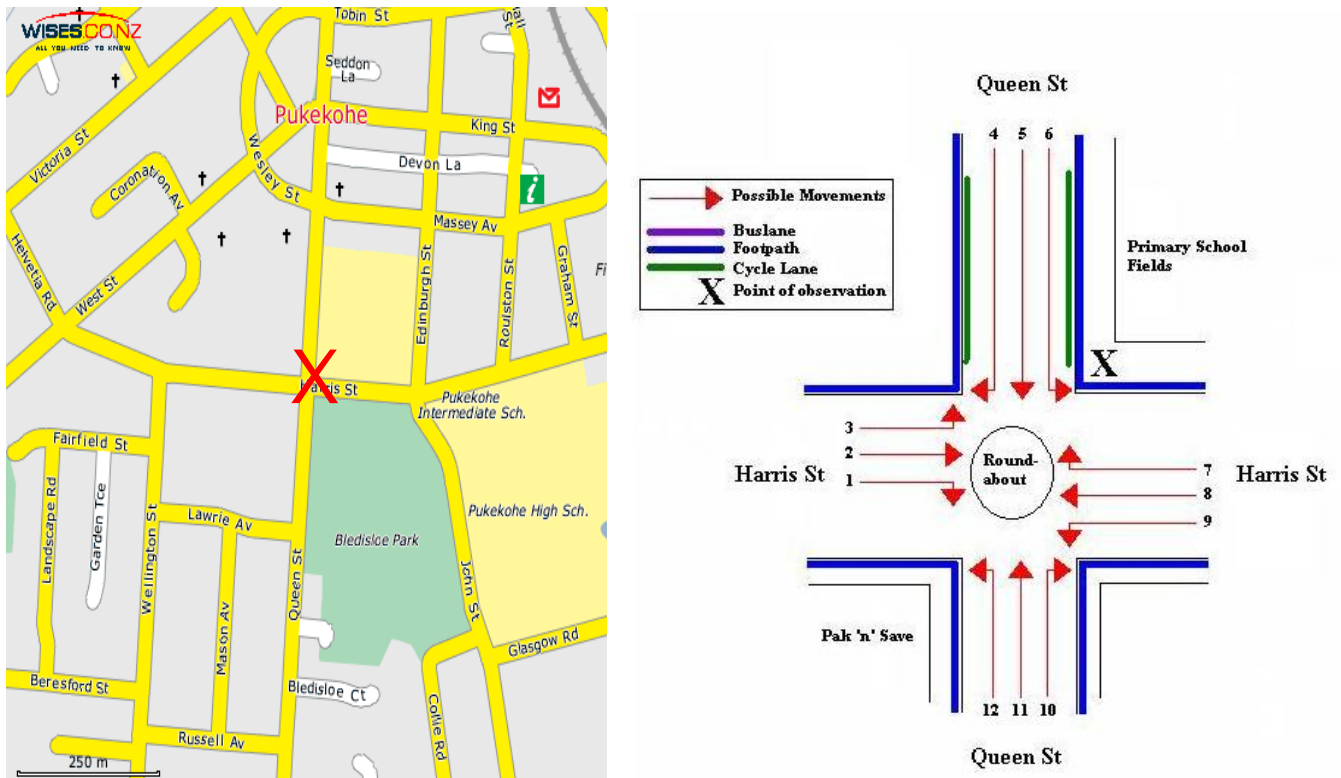 WISES.CO.NZ
ALL YOU NEED TO KNOW
Tobin St
Seddon
La
Pukekohe
King St
Victoria St
Devon La
Coronation Av
Wesley St
i
Massey Av
Helvetia Rd
West St
Edinburgh St
Roulston St
Graham St
X
Harris St
Pukekohe
Intermediate Sch.
Fairfield St
Landscape Rd
Garden Tce
Wellington St
Lawrie Av
Pukekohe High Sch.
Bledisloe Park
Queen St
John St
Mason Av
Glasgow Rd
Beresford St
Bledisloe Ct
Collie Rd
Russell Av
250 m
Queen St
4 5 6
Possible Movements
Buslane
Footpath
Cycle Lane
X Point of observation
Primary School
Fields
X
3
2
1
Harris St
Round-
about
7
8
9
Harris St
Pak 'n' Save
12 11 10
Queen St